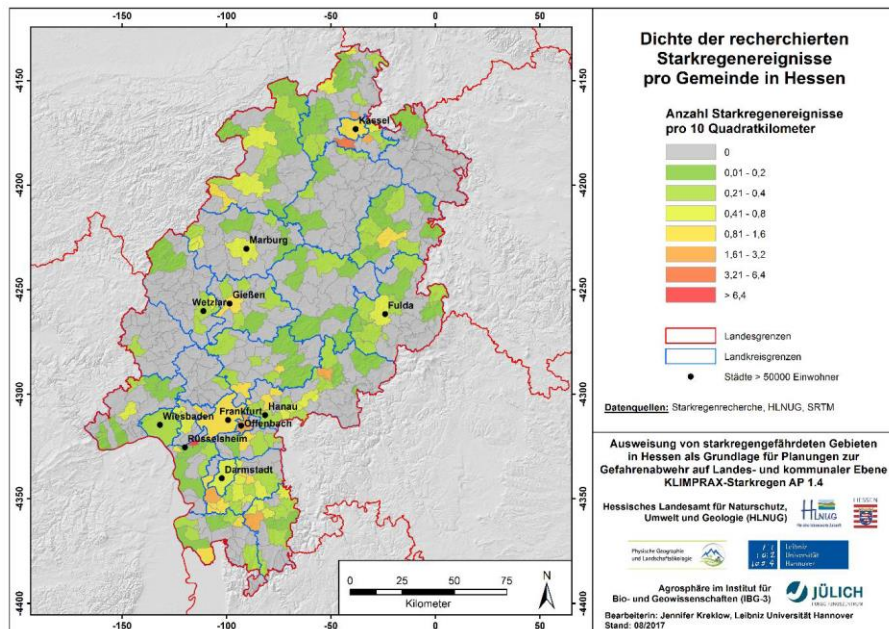 -150
-100
-50
0
50
4150
4200
4250
4300
4350
4400
Kassel
Marburg
Gießen
Wetzlar
Fulda
Frankfurt
Hanau
Wiesbaden
Offenbach
Rüsselsheim
Darmstadt
0
25
50
75
Kilometer
N
-150
-100
-50
0
50
Dichte der recherchierten
Starkregenereignisse
pro Gemeinde in Hessen
Anzahl Starkregenereignisse
pro 10 Quadratkilometer
0
0,01 - 0,2
0,21 - 0,4
0,41 - 0,8
0,81 - 1,6
1,61 - 3,2
3,21 - 6,4
> 6,4
Landesgrenzen
Landkreisgrenzen
Städte > 50000 Einwohner
Datenquellen: Starkregenrecherche, HLNUG, SRTM
Ausweisung von starkregengefährdeten Gebieten
in Hessen als Grundlage für Planungen zur
Gefahrenabwehr auf Landes- und kommunaler Ebene
KLIMPRAX-Starkregen AP 1.4
Hessisches Landesamt für Naturschutz,
Umwelt und Geologie (HLNUG)
HLNUG
HESSEN
Physische Geographie
und Landschaftsökologie
Leibniz
Universität
Hannover
Agrosphäre im Institut für
Bio- und Geowissenschaften (IBG-3)
JÜLICH
FORSCHUNGSZENTRUM
Bearbeiterin: Jennifer Kreklow, Leibniz Universität Hannover
Stand: 08/2017